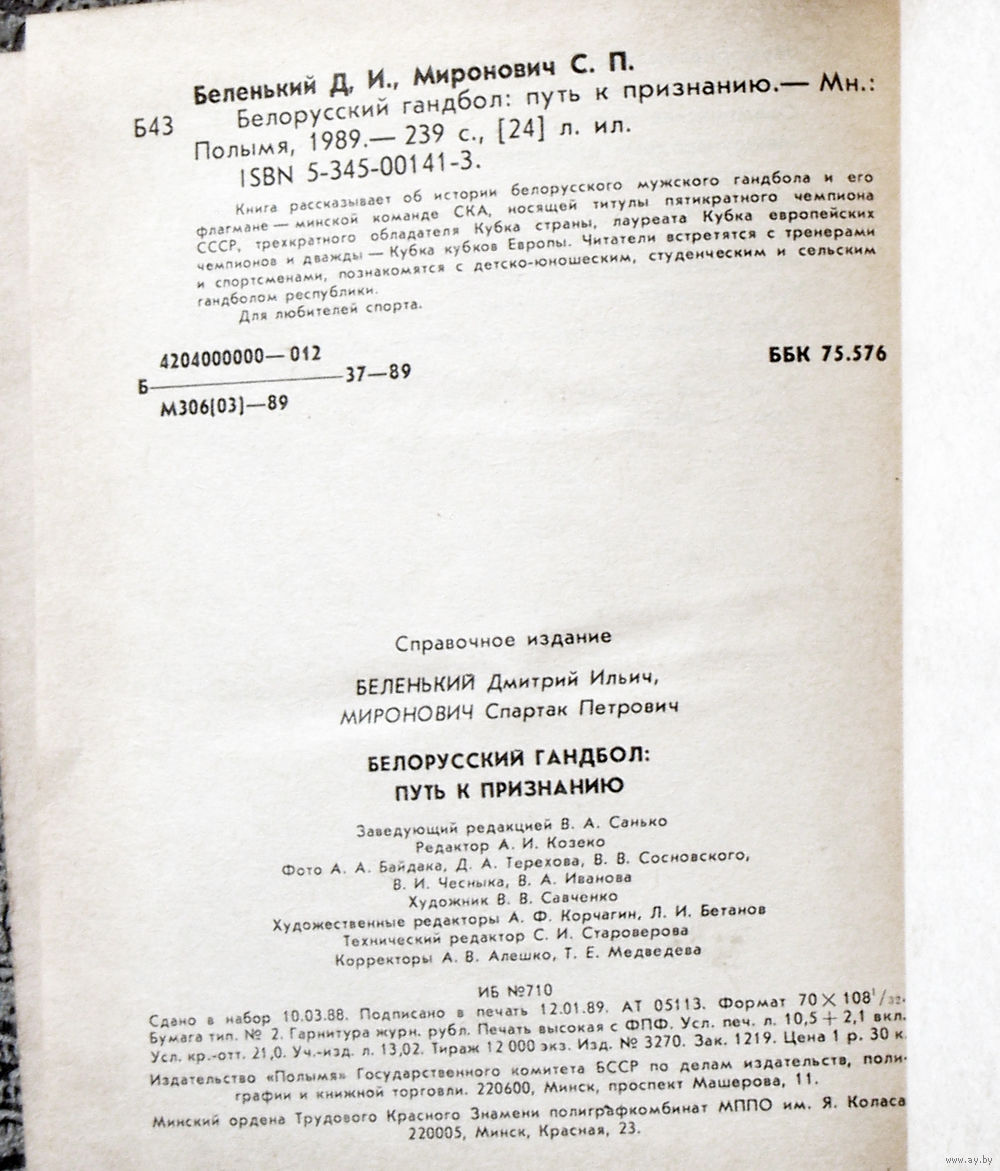 Беленький Д. И., Миронович С. П.
Б43 Белорусский гандбол: путь к признанию.— Мн.:
Полымя, 1989.— 239 с., [24] л. ил.
ISBN 5-345-00141-3.
Книга рассказывает об истории белорусского мужского гандбола и его
флагмане — минской команде СКА, носящей титулы пятикратного чемпиона
СССР, трехкратного обладателя Кубка страны, лауреата Кубка европейских
чемпионов и дважды — Кубка кубков Европы. Читатели встретятся с тренерами
и спортсменами, познакомятся с детско-юношеским, студенческим и сельским
гандболом республики.
Для любителей спорта.
4204000000—012
Б————37—89
М306(03)—89
ББК 75.576
Справочное издание
БЕЛЕНЬКИЙ Дмитрий Ильич,
МИРОНОВИЧ Спартак Петрович
БЕЛОРУССКИЙ ГАНДБОЛ:
ПУТЬ К ПРИЗНАНИЮ
Заведующий редакцией В. А. Санько
Редактор А. И. Козеко
Фото А. А. Байдака, Д. А. Терехова, В. В. Сосновского,
В. И. Чесныка, В. А. Иванова
Художник В. В. Савченко
Художественные редакторы А. Ф. Корчагин, Л. И. Бетанов
Технический редактор С. И. Староверова
Корректоры А. В. Алешко, Т. Е. Медведева
ИБ №710
Сдано в набор 10.03.88. Подписано в печать 12.01.89. АТ 05113. Формат 70×108¹/₃₂.
Бумага тип. № 2. Гарнитура журн. рубл. Печать высокая с ФПФ. Усл. печ. л. 10,5+2,1 вкл.
Усл. кр.-отт. 21,0. Уч.-изд. л. 13,02. Тираж 12 000 экз. Изд. № 3270. Зак. 1219. Цена 1 р. 30 к.
Издательство «Полымя» Государственного комитета БССР по делам издательств, поли-
графии и книжной торговли. 220600, Минск, проспект Машерова, 11.
Минский ордена Трудового Красного Знамени полиграфкомбинат МППО им. Я. Коласа
220005, Минск, Красная, 23.
www.ay.by